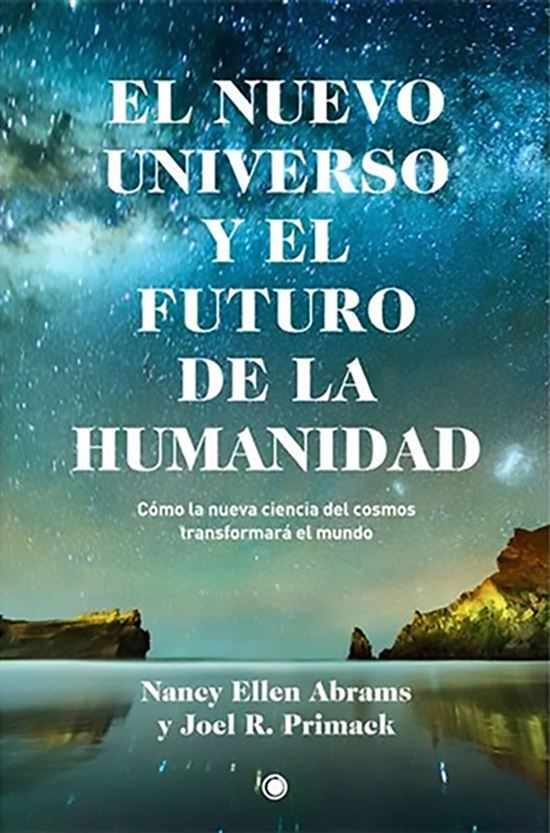 EL NUEVO
UNIVERSO
Y EL
FUTURO
DE LA
HUMANIDAD
Cómo la nueva ciencia del cosmos
transformará el mundo
Nancy Ellen Abrams
y Joel R. Primack